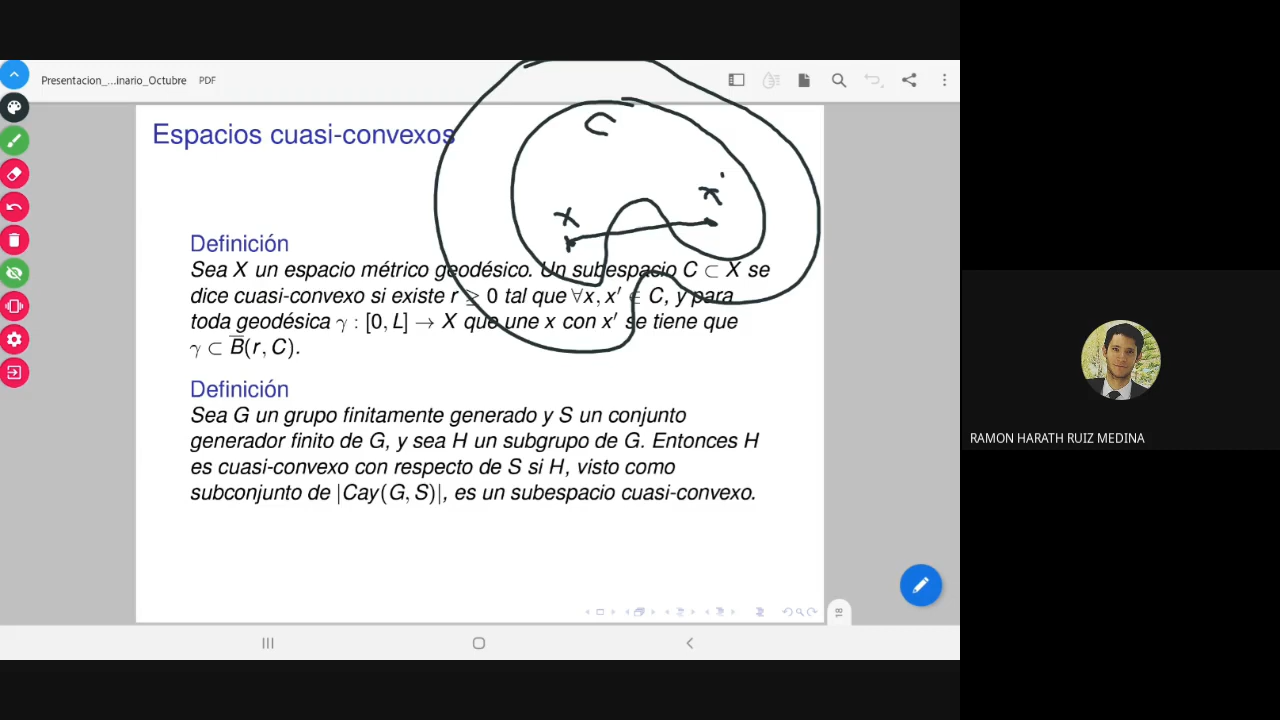 Presentacion_...inario_Octubre PDF
Espacios cuasi-convexos
C
x
x'
Definición
Sea X un espacio métrico geodésico. Un subespacio C ⊂ X se
dice cuasi-convexo si existe r ≥ 0 tal que ∀x, x′ ∈ C, y para
toda geodésica γ : [0, L] → X que une x con x′ se tiene que
γ ⊂ B̅(r, C).
Definición
Sea G un grupo finitamente generado y S un conjunto
generador finito de G, y sea H un subgrupo de G. Entonces H
es cuasi-convexo con respecto de S si H, visto como
subconjunto de |Cay(G, S)|, es un subespacio cuasi-convexo.
18
RAMON HARATH RUIZ MEDINA